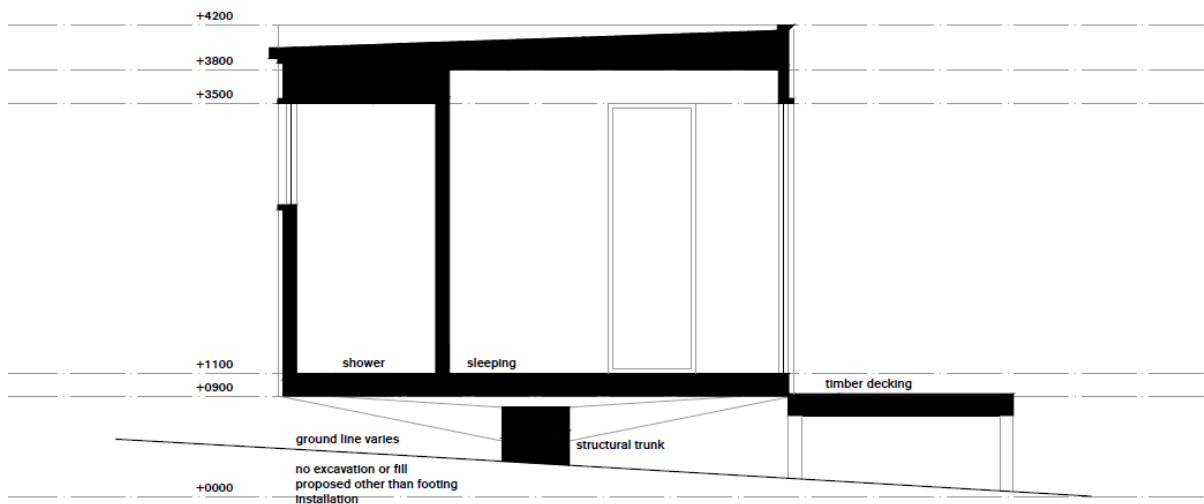 +4200
+3800
+3500
+1100
shower
sleeping
+0900
timber decking
ground line varies
structural trunk
no excavation or fill
proposed other than footing
installation
+0000